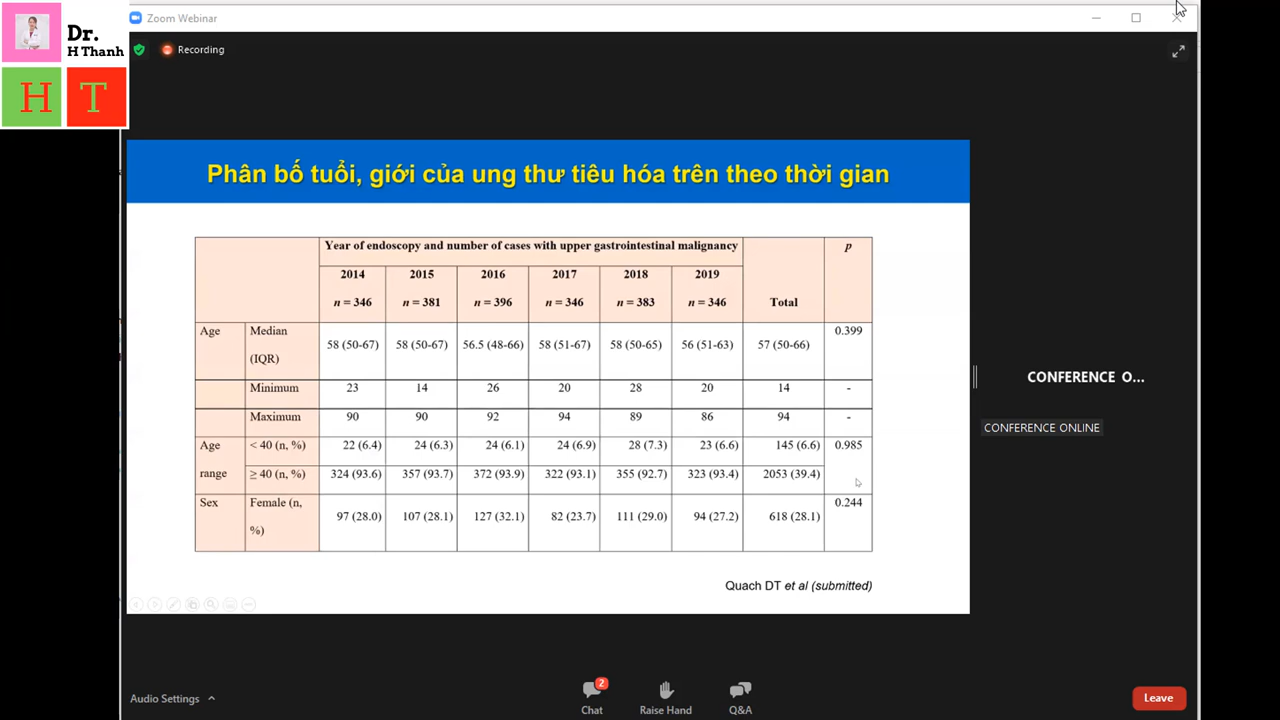 Zoom Webinar
Dr.
H Thanh
H T
Recording
Phân bố tuổi, giới của ung thư tiêu hóa trên theo thời gian
Year of endoscopy and number of cases with upper gastrointestinal malignancy p
2014 2015 2016 2017 2018 2019
n = 346 n = 381 n = 396 n = 346 n = 383 n = 346 Total
Age Median (IQR) 58 (50-67) 58 (50-67) 56.5 (48-66) 58 (51-67) 58 (50-65) 56 (51-63) 57 (50-66) 0.399
Minimum 23 14 26 20 28 20 14 -
Maximum 90 90 92 94 89 86 94 -
Age range < 40 (n, %) 22 (6.4) 24 (6.3) 24 (6.1) 24 (6.9) 28 (7.3) 23 (6.6) 145 (6.6) 0.985
≥ 40 (n, %) 324 (93.6) 357 (93.7) 372 (93.9) 322 (93.1) 355 (92.7) 323 (93.4) 2053 (39.4)
Sex Female (n, %) 97 (28.0) 107 (28.1) 127 (32.1) 82 (23.7) 111 (29.0) 94 (27.2) 618 (28.1) 0.244
Quach DT et al (submitted)
CONFERENCE O...
CONFERENCE ONLINE
Audio Settings
2
Chat
Raise Hand
Q&A
Leave